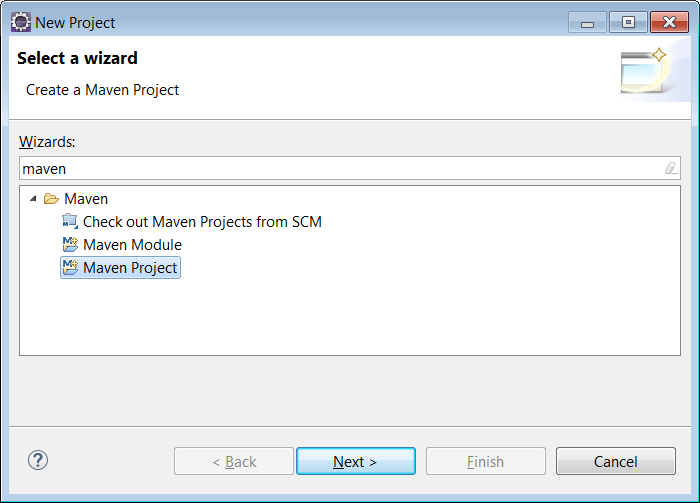 New Project
Select a wizard
Create a Maven Project
Wizards:
maven
Maven
Check out Maven Projects from SCM
Maven Module
Maven Project
? < Back Next > Finish Cancel